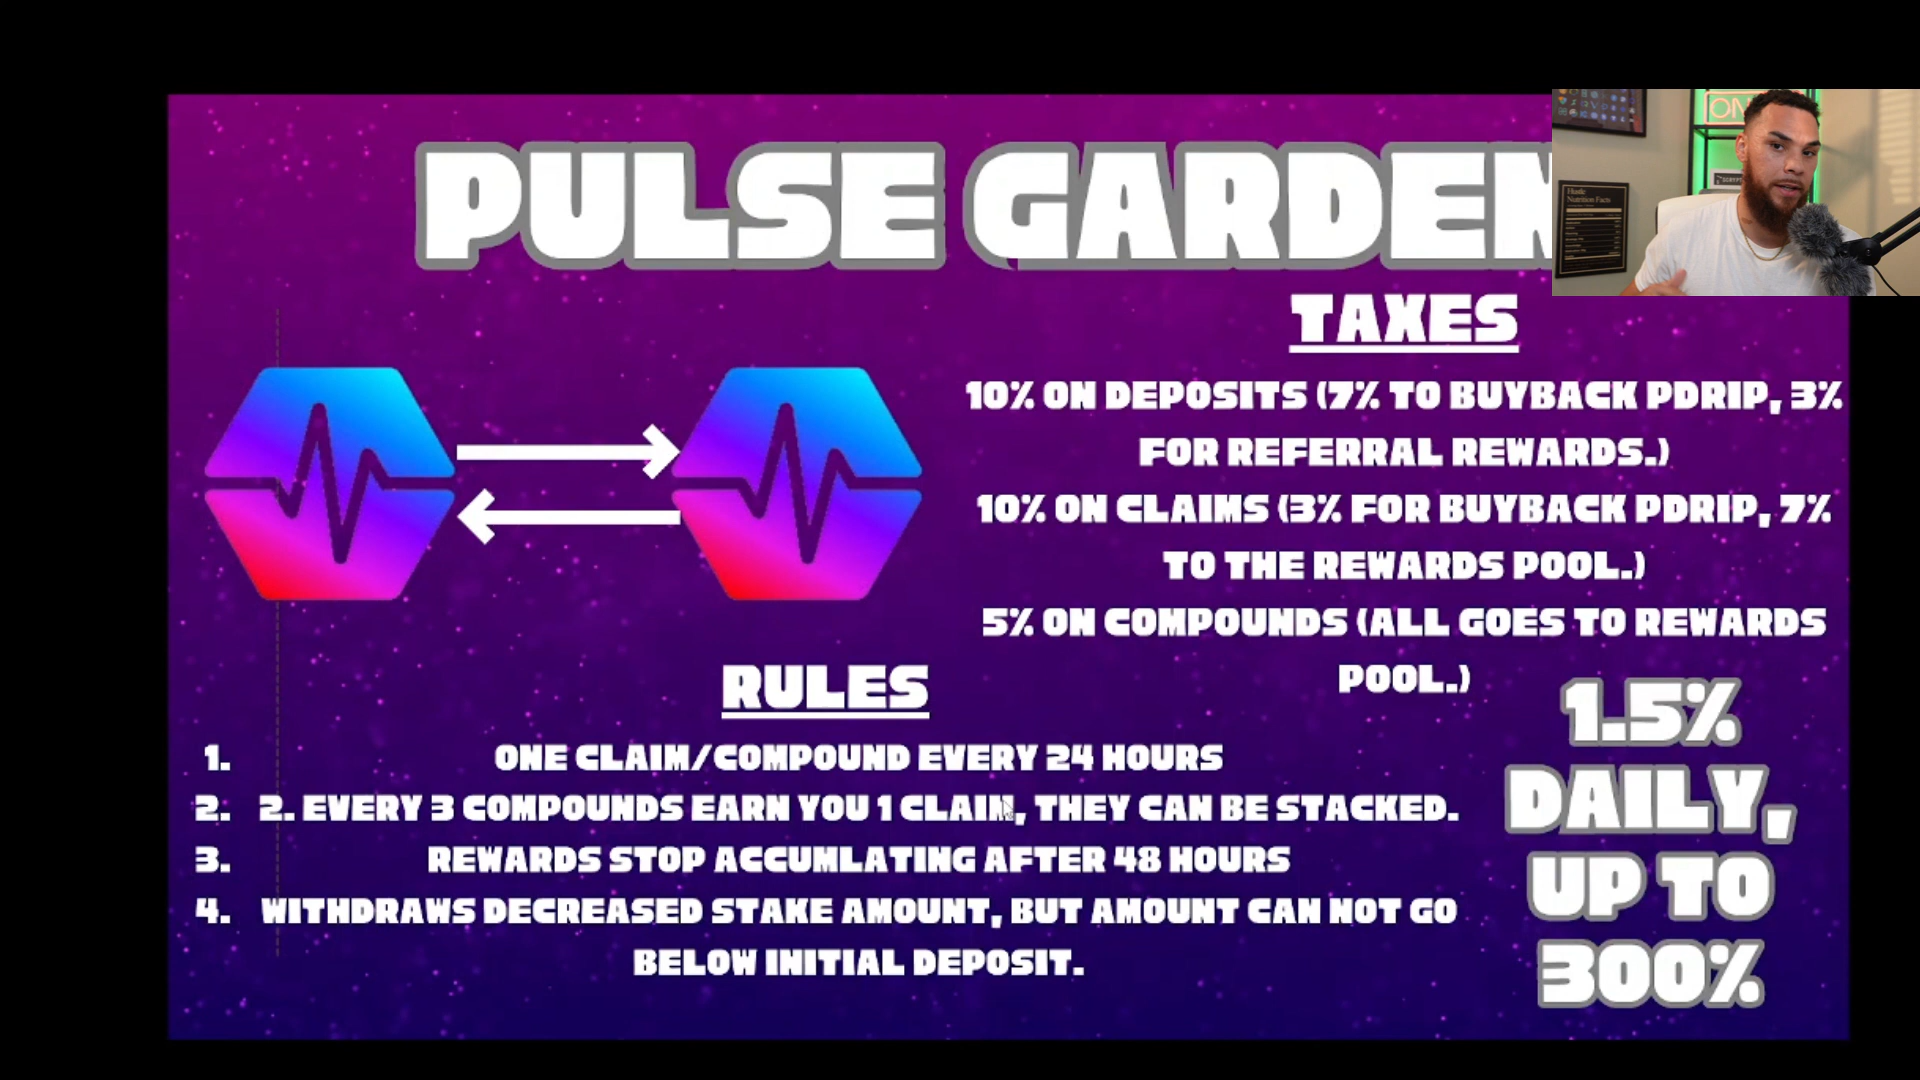 PULSE GARDEN
ON
Hustle
Nutrition Facts
TAXES
10% ON DEPOSITS (7% TO BUYBACK PDRIP, 3%
FOR REFERRAL REWARDS.)
10% ON CLAIMS (3% FOR BUYBACK PDRIP, 7%
TO THE REWARDS POOL.)
5% ON COMPOUNDS (ALL GOES TO REWARDS
POOL.)
RULES
1. ONE CLAIM/COMPOUND EVERY 24 HOURS
2. 2. EVERY 3 COMPOUNDS EARN YOU 1 CLAIM, THEY CAN BE STACKED.
3. REWARDS STOP ACCUMLATING AFTER 48 HOURS
4. WITHDRAWS DECREASED STAKE AMOUNT, BUT AMOUNT CAN NOT GO
BELOW INITIAL DEPOSIT.
1.5%
DAILY,
UP TO
300%